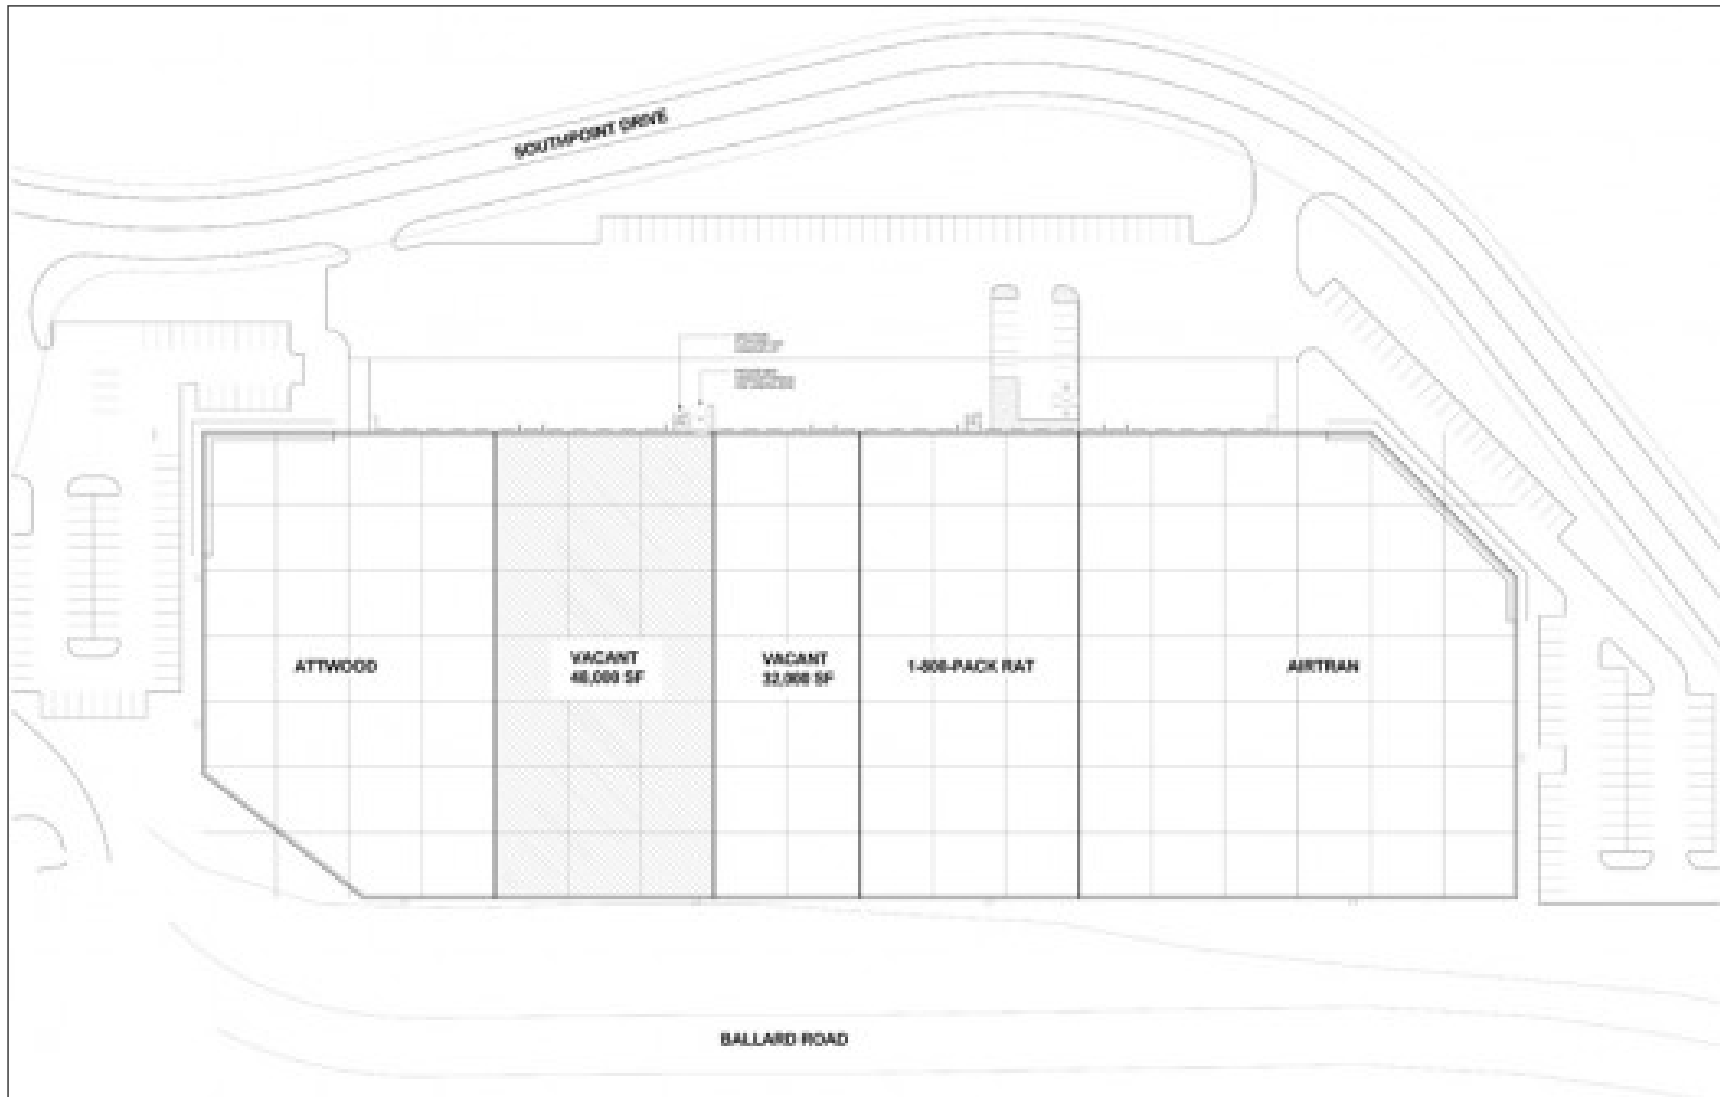 SOUTHPOINT DRIVE
ATTWOOD
VACANT
48,000 SF
VACANT
32,000 SF
1-800-PACK RAT
AIRTRAN
BALLARD ROAD